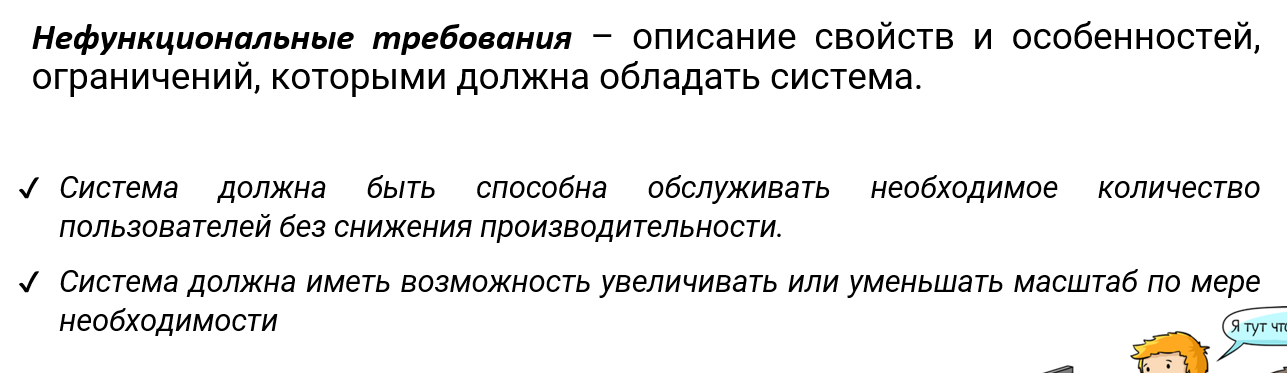 Нефункциональные требования – описание свойств и особенностей,
ограничений, которыми должна обладать система.
✓ Система должна быть способна обслуживать необходимое количество
пользователей без снижения производительности.
✓ Система должна иметь возможность увеличивать или уменьшать масштаб по мере
необходимости
Я тут